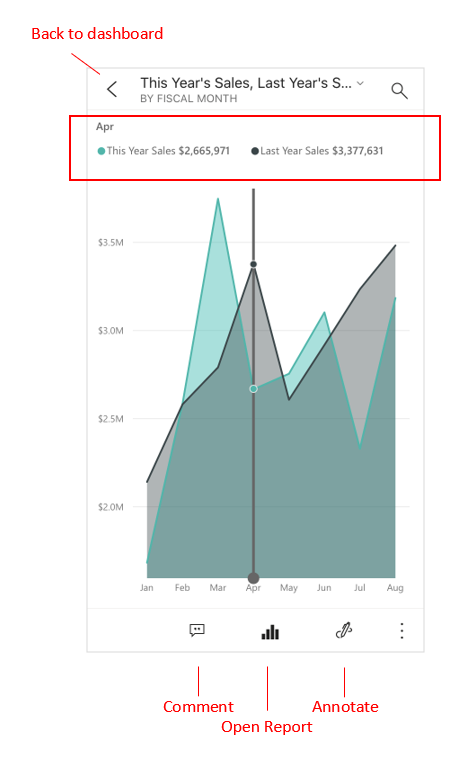 Back to dashboard
This Year's Sales, Last Year's S...
BY FISCAL MONTH
Apr
This Year Sales $2,665,971 Last Year Sales $3,377,631
$3.5M
$3.0M
$2.5M
$2.0M
Jan Feb Mar Apr May Jun Jul Aug
Comment Annotate
Open Report